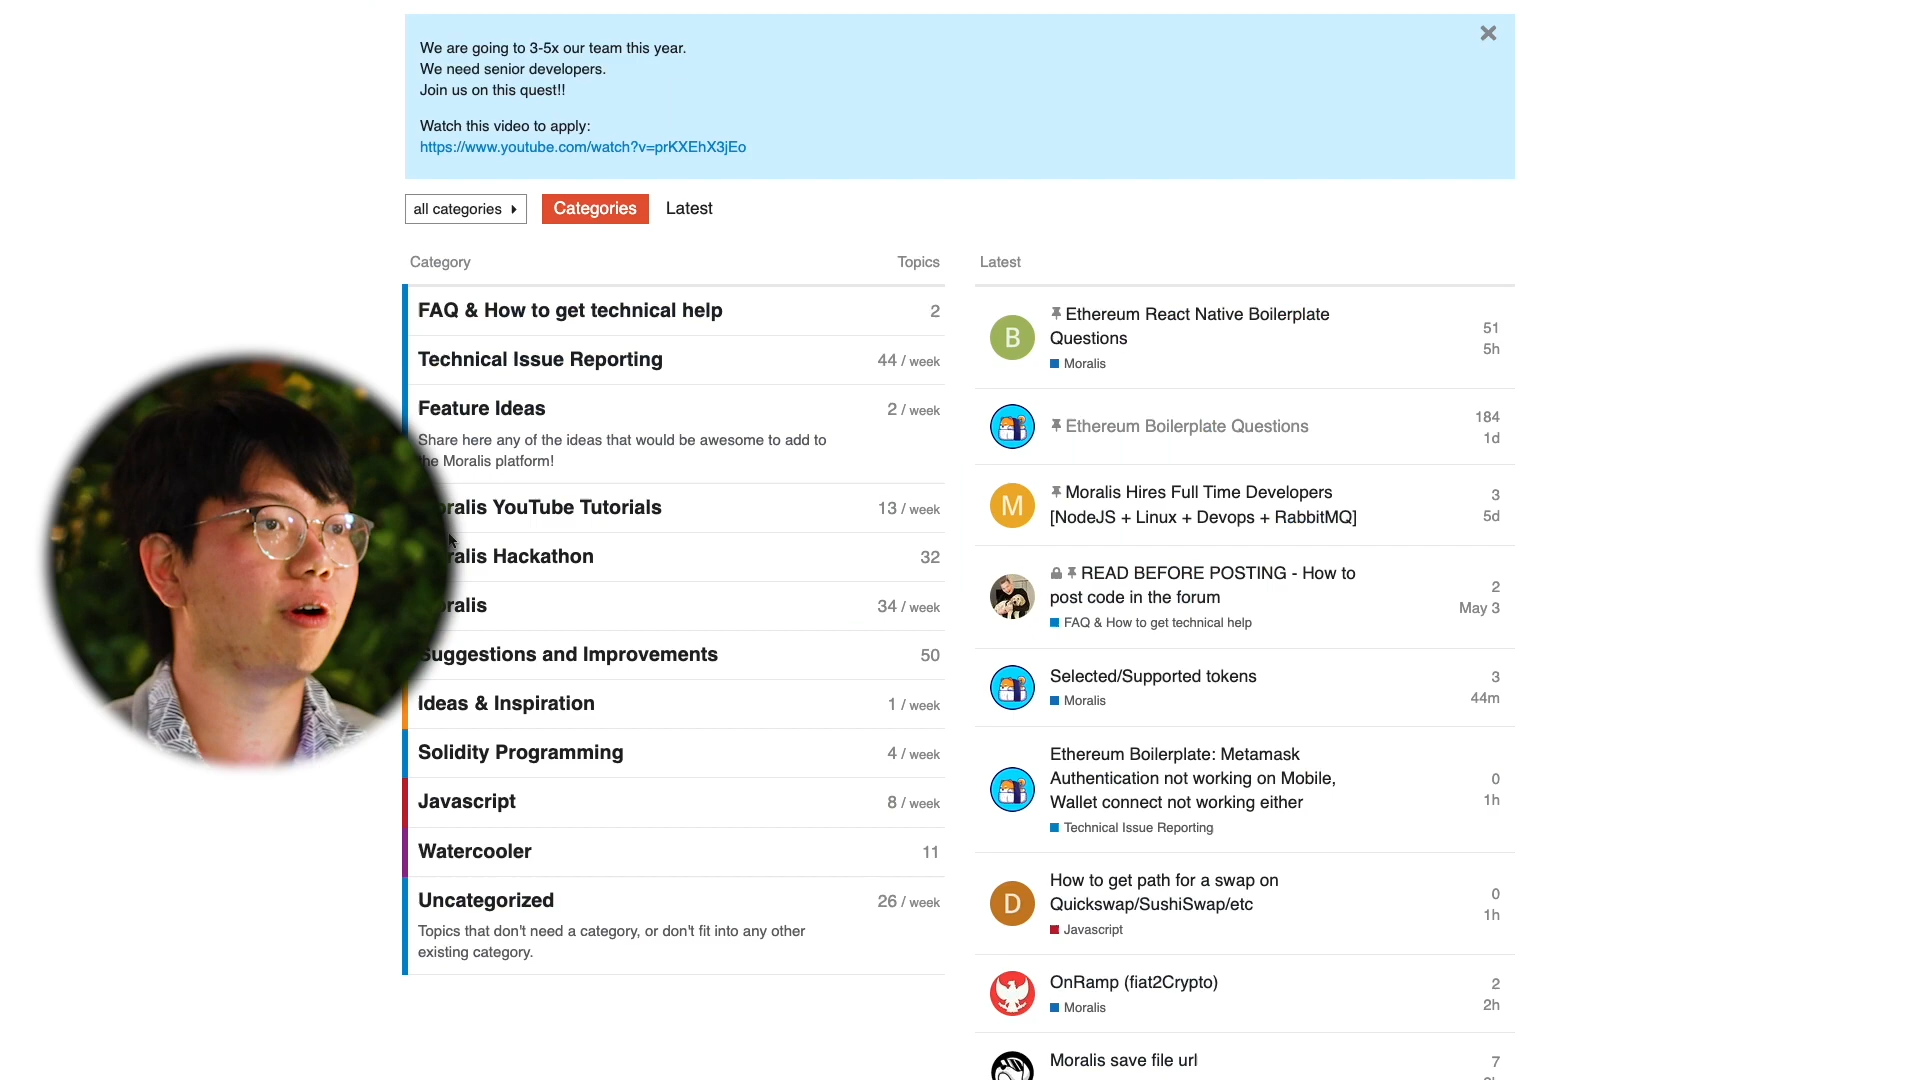 We are going to 3-5x our team this year.
We need senior developers.
Join us on this quest!!
Watch this video to apply:
https://www.youtube.com/watch?v=prKXEhX3jEo
all categories
Categories
Latest
Category
Topics
FAQ & How to get technical help
2
Technical Issue Reporting
44 / week
Feature Ideas
2 / week
Share here any of the ideas that would be awesome to add to
the Moralis platform!
Moralis YouTube Tutorials
13 / week
Moralis Hackathon
32
Moralis
34 / week
Suggestions and Improvements
50
Ideas & Inspiration
1 / week
Solidity Programming
4 / week
Javascript
8 / week
Watercooler
11
Uncategorized
26 / week
Topics that don't need a category, or don't fit into any other
existing category.
Latest
B
Ethereum React Native Boilerplate
Questions
Moralis
51
5h
Ethereum Boilerplate Questions
184
1d
M
Moralis Hires Full Time Developers
[NodeJS + Linux + Devops + RabbitMQ]
3
5d
READ BEFORE POSTING - How to
post code in the forum
FAQ & How to get technical help
2
May 3
Selected/Supported tokens
Moralis
3
44m
Ethereum Boilerplate: Metamask
Authentication not working on Mobile,
Wallet connect not working either
Technical Issue Reporting
0
1h
D
How to get path for a swap on
Quickswap/SushiSwap/etc
Javascript
0
1h
OnRamp (fiat2Crypto)
Moralis
2
2h
Moralis save file url
7